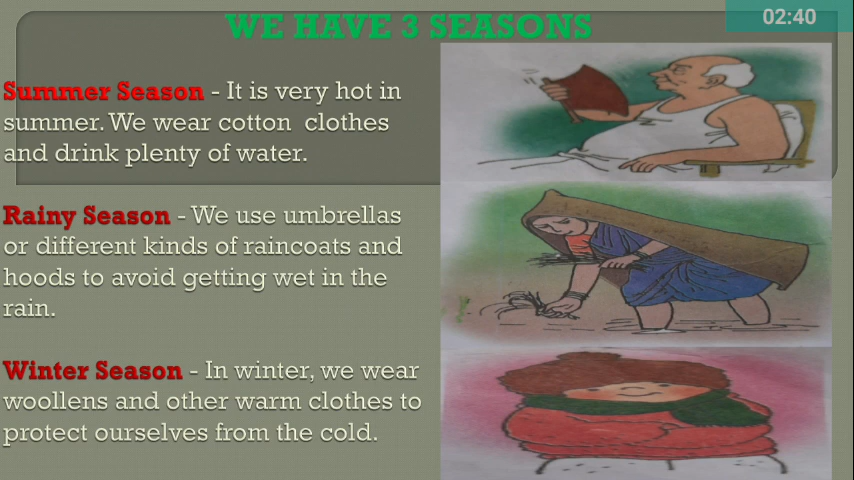 WE HAVE 3 SEASONS
02:40
Summer Season - It is very hot in
summer. We wear cotton clothes
and drink plenty of water.
Rainy Season - We use umbrellas
or different kinds of raincoats and
hoods to avoid getting wet in the
rain.
Winter Season - In winter, we wear
woollens and other warm clothes to
protect ourselves from the cold.